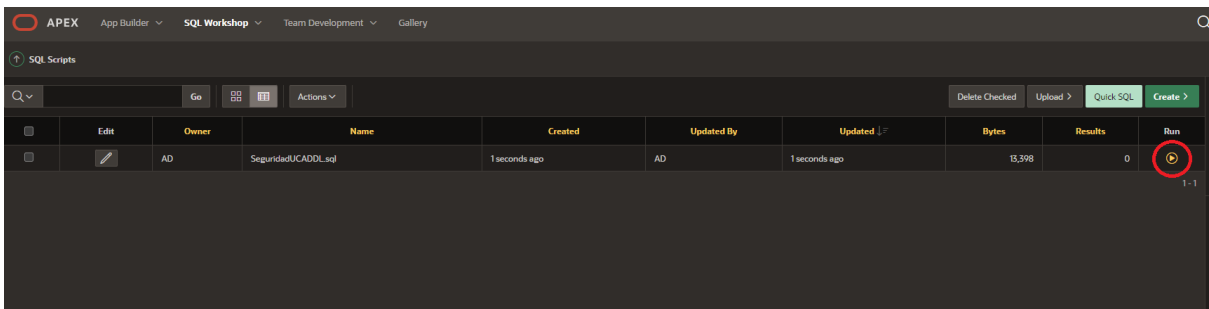 APEX App Builder SQL Workshop Team Development Gallery
SQL Scripts
Go Actions Delete Checked Upload > Quick SQL Create >
Edit Owner Name Created Updated By Updated Bytes Results Run
AD SeguridadUCADDL.sql 1 seconds ago AD 1 seconds ago 13,398 0
1 - 1